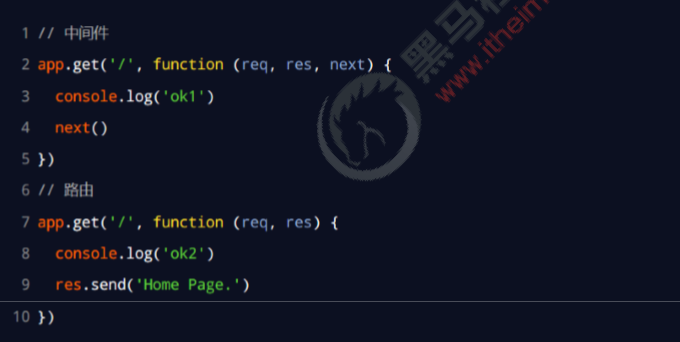 黑马程
www.itheim
1 // 中间件
2 app.get('/', function (req, res, next) {
3 console.log('ok1')
4 next()
5 })
6 // 路由
7 app.get('/', function (req, res) {
8 console.log('ok2')
9 res.send('Home Page.')
10 })